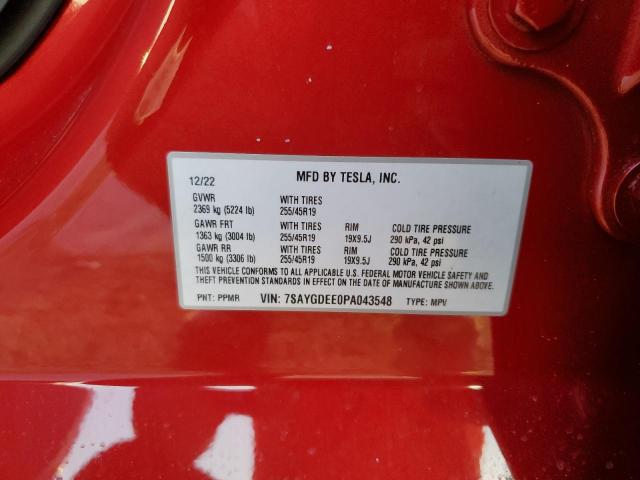 MFD BY TESLA, INC.
12/22
GVWR WITH TIRES
2369 kg (5224 lb) 255/45R19
GAWR FRT WITH TIRES RIM COLD TIRE PRESSURE
1363 kg (3004 lb) 255/45R19 19X9.5J 290 kPa, 42 psi
GAWR RR WITH TIRES RIM COLD TIRE PRESSURE
1500 kg (3306 lb) 255/45R19 19X9.5J 290 kPa, 42 psi
THIS VEHICLE CONFORMS TO ALL APPLICABLE U.S. FEDERAL MOTOR VEHICLE SAFETY AND
THEFT PREVENTION STANDARDS IN EFFECT ON THE DATE OF MANUFACTURE SHOWN ABOVE.
PNT: PPMR VIN: 7SAYGDEE0PA043548 TYPE: MPV